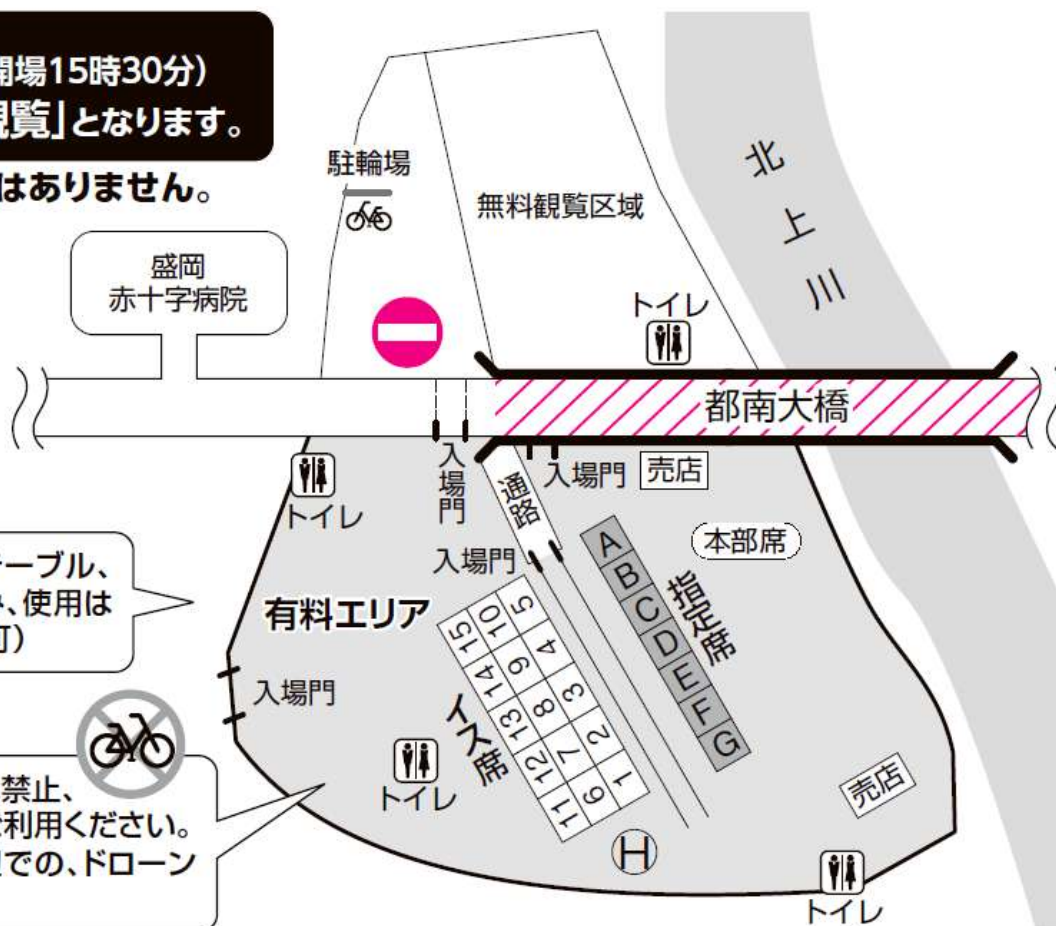 開場15時30分)
観覧」となります。
はありません。
駐輪場
無料観覧区域
北上川
盛岡
赤十字病院
トイレ
都南大橋
入場門
通路
入場門
売店
トイレ
本部席
入場門
テーブル、
、使用は
有料エリア
指定席
A
B
C
D
E
F
G
15 10 5
14 9 4
13 8 3
12 7 2
11 6 1
イス席
入場門
トイレ
禁止、
利用ください。
での、ドローン
売店
H
トイレ